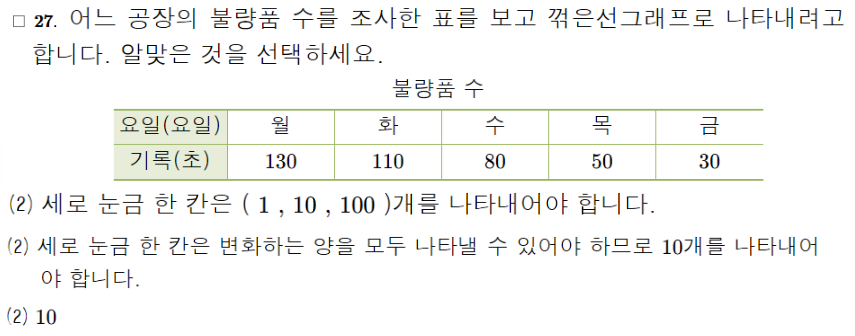 □ 27. 어느 공장의 불량품 수를 조사한 표를 보고 꺾은선그래프로 나타내려고
합니다. 알맞은 것을 선택하세요.
불량품 수
요일(요일) 월 화 수 목 금
기록(초) 130 110 80 50 30
(2) 세로 눈금 한 칸은 ( 1 , 10 , 100 )개를 나타내어야 합니다.
(2) 세로 눈금 한 칸은 변화하는 양을 모두 나타낼 수 있어야 하므로 10개를 나타내어
야 합니다.
(2) 10